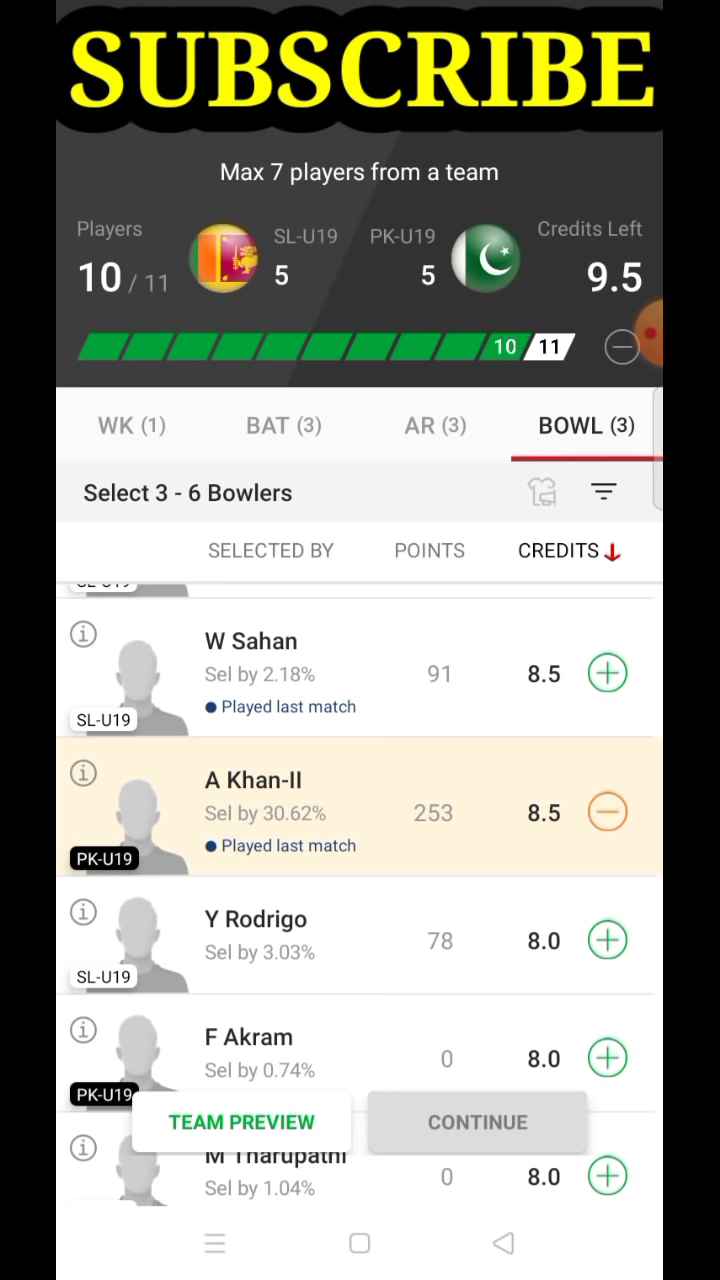 SUBSCRIBE
Max 7 players from a team
Players SL-U19 PK-U19 Credits Left
10 / 11 5 5 9.5
10 11
WK (1) BAT (3) AR (3) BOWL (3)
Select 3 - 6 Bowlers
SELECTED BY POINTS CREDITS
SL-U19
W Sahan
Sel by 2.18% 91 8.5
Played last match
SL-U19
A Khan-II
Sel by 30.62% 253 8.5
Played last match
PK-U19
Y Rodrigo
Sel by 3.03% 78 8.0
SL-U19
F Akram
Sel by 0.74% 0 8.0
PK-U19
TEAM PREVIEW CONTINUE
M Tharupathi
Sel by 1.04% 0 8.0